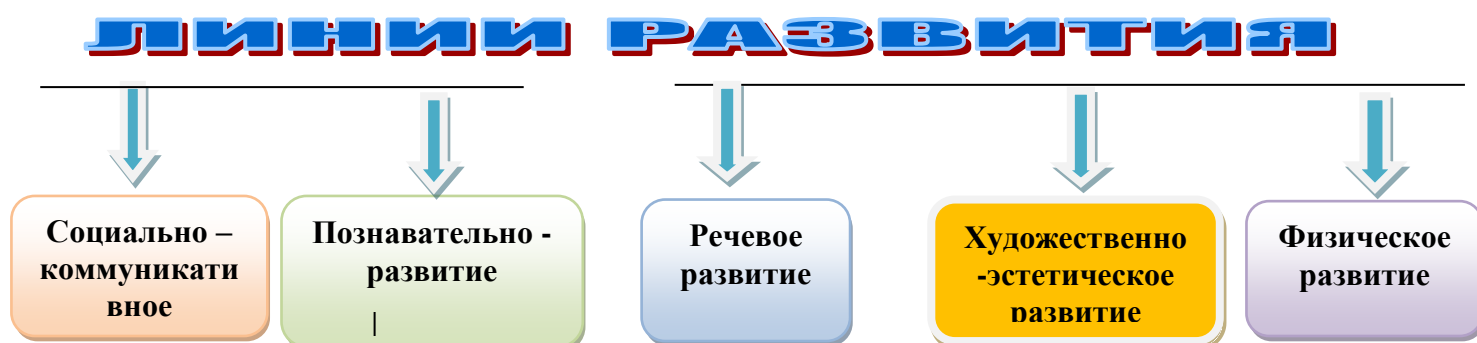 ЛИНИИ РАЗВИТИЯ
Социально –
коммуникати
вное
Познавательно -
развитие
Речевое
развитие
Художественно
-эстетическое
развитие
Физическое
развитие